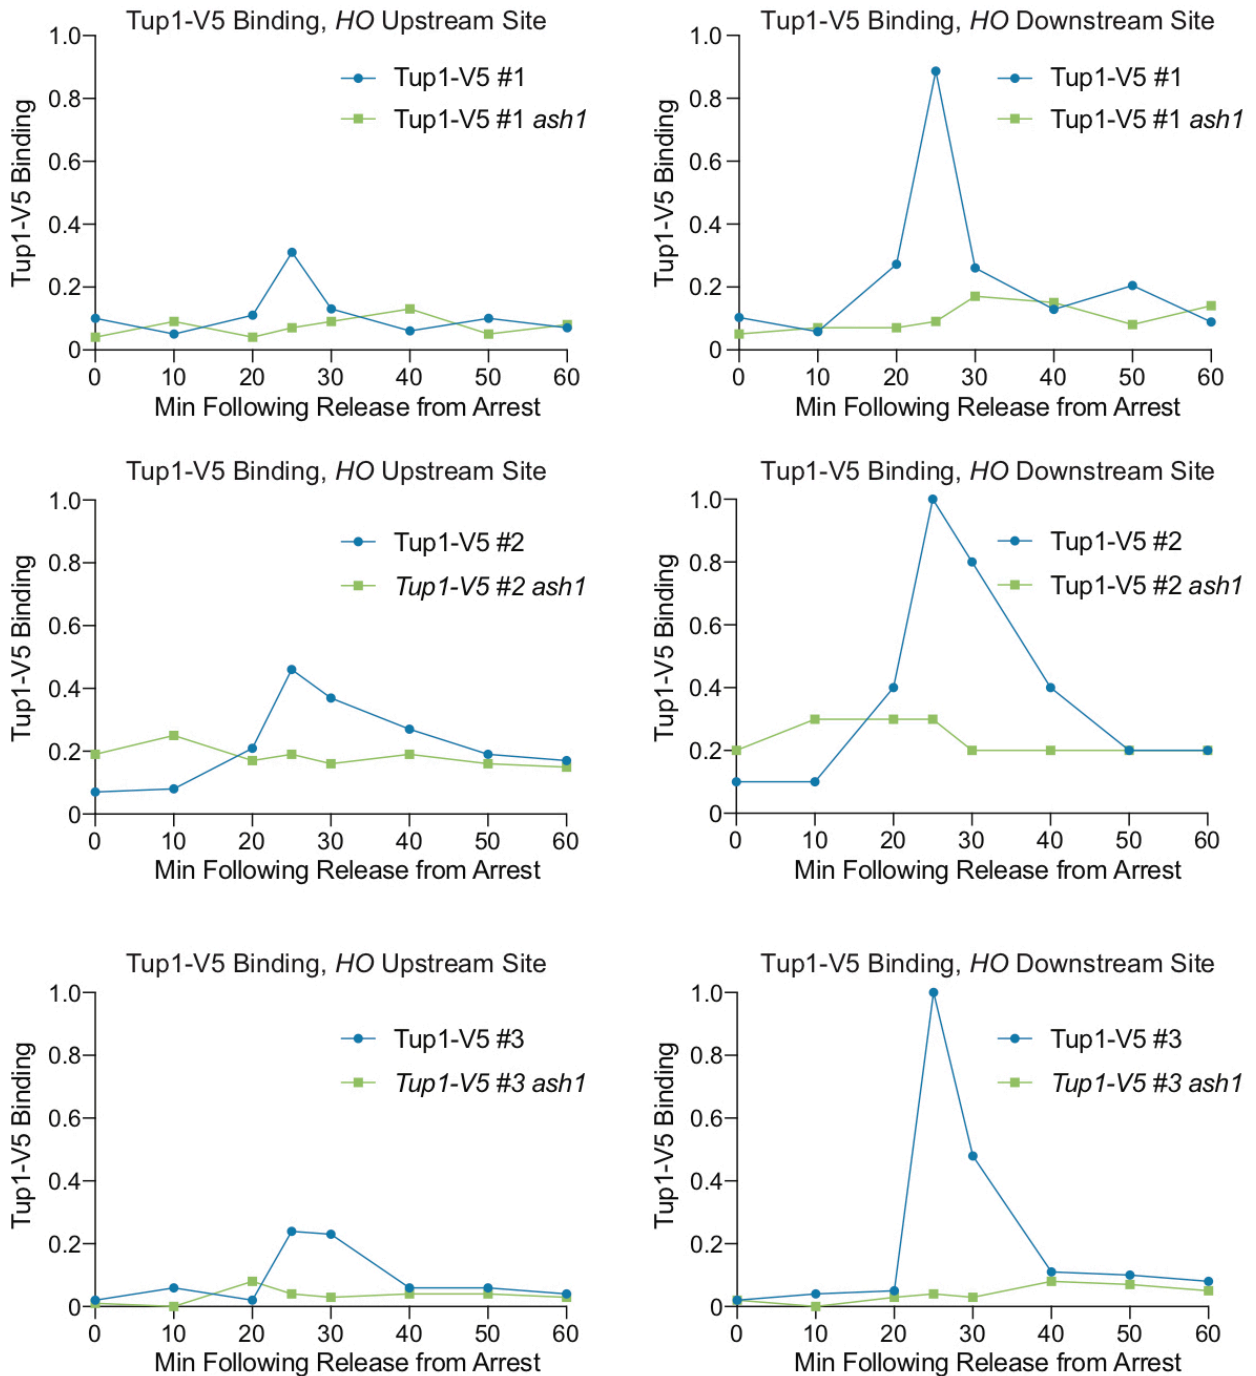 Tup1-V5 Binding, HO Upstream Site
1.0
0.8
0.6
0.4
0.2
0
Tup1-V5 Binding
Tup1-V5 #1
Tup1-V5 #1 ash1
0 10 20 30 40 50 60
Min Following Release from Arrest
Tup1-V5 Binding, HO Downstream Site
1.0
0.8
0.6
0.4
0.2
0
Tup1-V5 Binding
Tup1-V5 #1
Tup1-V5 #1 ash1
0 10 20 30 40 50 60
Min Following Release from Arrest
Tup1-V5 Binding, HO Upstream Site
1.0
0.8
0.6
0.4
0.2
0
Tup1-V5 Binding
Tup1-V5 #2
Tup1-V5 #2 ash1
0 10 20 30 40 50 60
Min Following Release from Arrest
Tup1-V5 Binding, HO Downstream Site
1.0
0.8
0.6
0.4
0.2
0
Tup1-V5 Binding
Tup1-V5 #2
Tup1-V5 #2 ash1
0 10 20 30 40 50 60
Min Following Release from Arrest
Tup1-V5 Binding, HO Upstream Site
1.0
0.8
0.6
0.4
0.2
0
Tup1-V5 Binding
Tup1-V5 #3
Tup1-V5 #3 ash1
0 10 20 30 40 50 60
Min Following Release from Arrest
Tup1-V5 Binding, HO Downstream Site
1.0
0.8
0.6
0.4
0.2
0
Tup1-V5 Binding
Tup1-V5 #3
Tup1-V5 #3 ash1
0 10 20 30 40 50 60
Min Following Release from Arrest